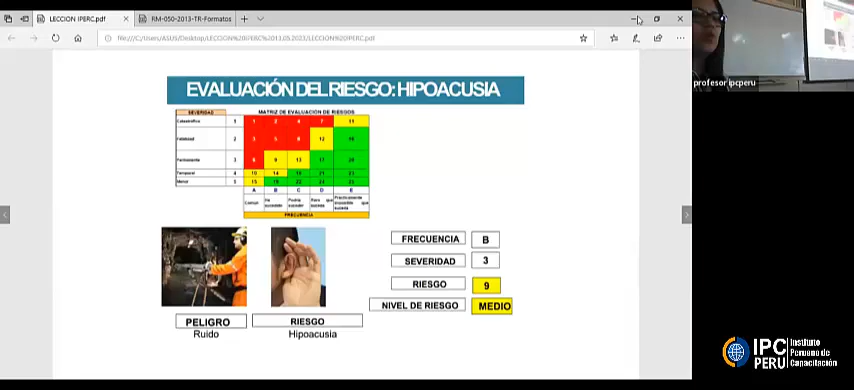 LECCION IPERC.pdf
RM-050-2013-TR-Formatos
file:///C:/Users/ASUS/Desktop/LECCION%20IPERC%2013.05.2023/LECCION%20IPERC.pdf
profesor ipcperu
EVALUACIÓN DEL RIESGO: HIPOACUSIA
SEVERIDAD
MATRIZ DE EVALUACIÓN DE RIESGOS
Catastrófico 1 1 2 4 7 11
2 3 5 8 12 16
Permanente 3 6 9 13 17 20
Temporal 4 10 14 18 21 23
Menor 5 15 19 22 24 25
A B C D E
FRECUENCIA
FRECUENCIA B
SEVERIDAD 3
RIESGO 9
NIVEL DE RIESGO MEDIO
PELIGRO RIESGO
Ruido Hipoacusia
IPC PERU
Instituto
Peruano de
Capacitación